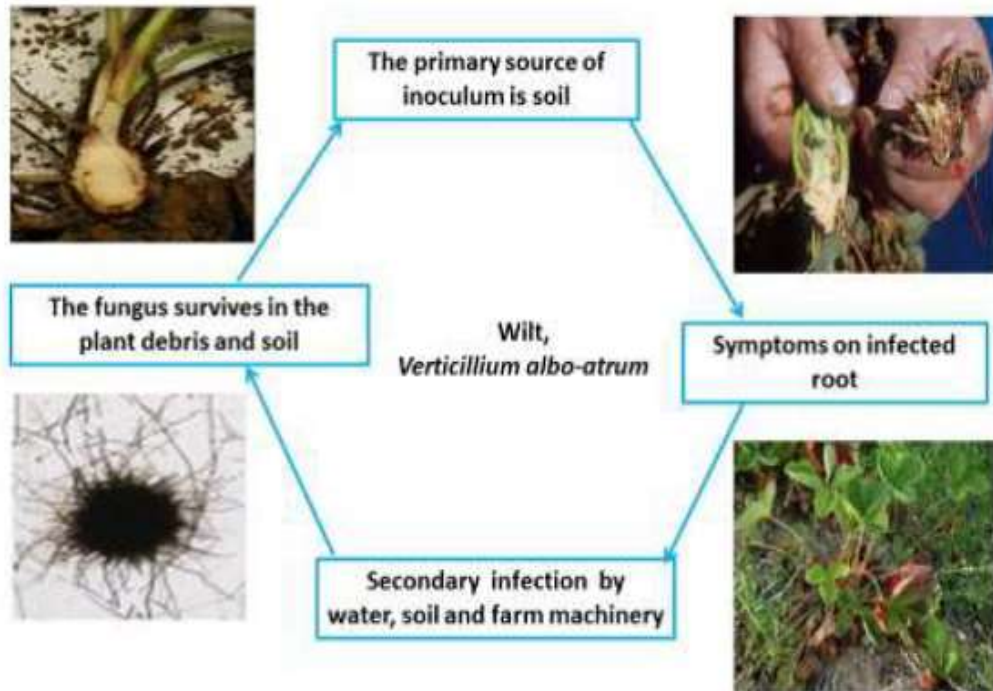 The primary source of
inoculum is soil
The fungus survives in the
plant debris and soil
Wilt,
Verticillium albo-atrum
Symptoms on infected
root
Secondary infection by
water, soil and farm machinery